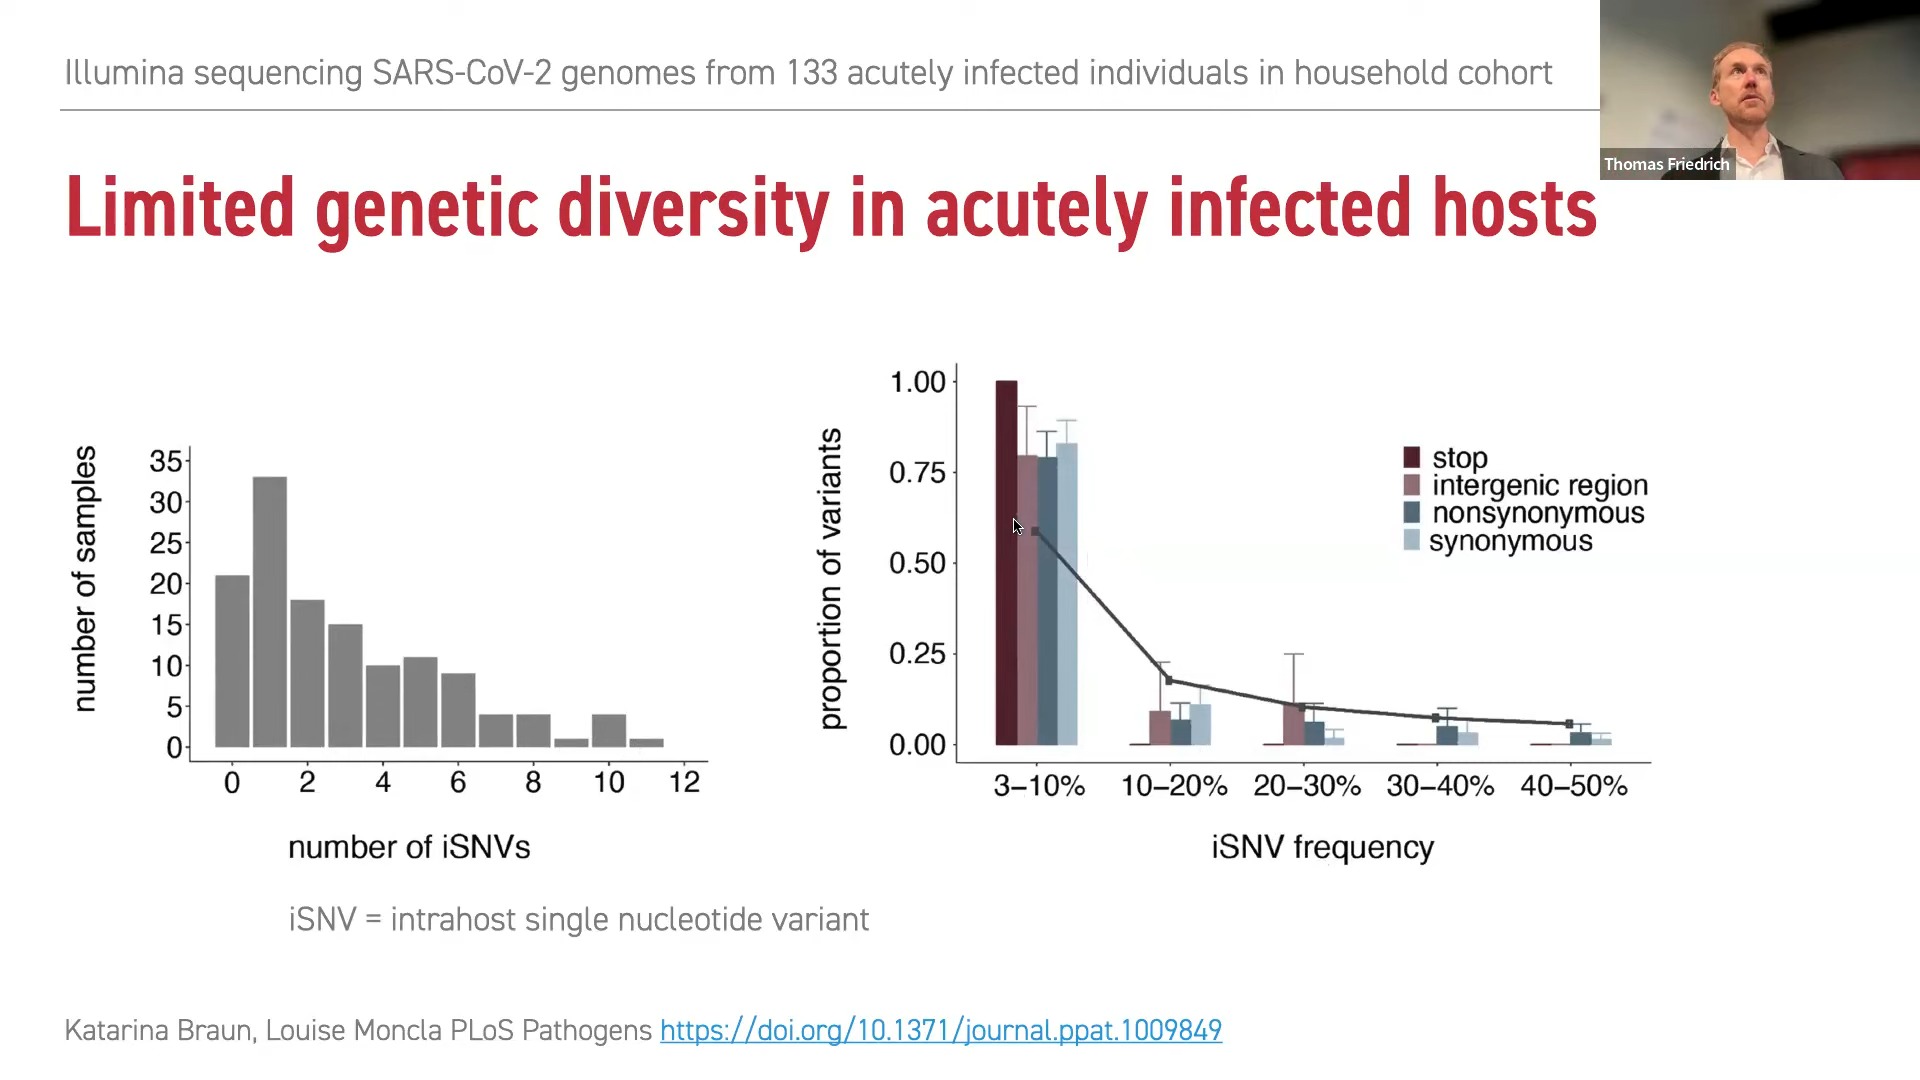 Illumina sequencing SARS-CoV-2 genomes from 133 acutely infected individuals in household cohort
Thomas Friedrich
Limited genetic diversity in acutely infected hosts
number of samples
35
30
25
20
15
10
5
0
0 2 4 6 8 10 12
number of iSNVs
iSNV = intrahost single nucleotide variant
proportion of variants
1.00
0.75
0.50
0.25
0.00
stop
intergenic region
nonsynonymous
synonymous
3–10% 10–20% 20–30% 30–40% 40–50%
iSNV frequency
Katarina Braun, Louise Moncla PLoS Pathogens https://doi.org/10.1371/journal.ppat.1009849